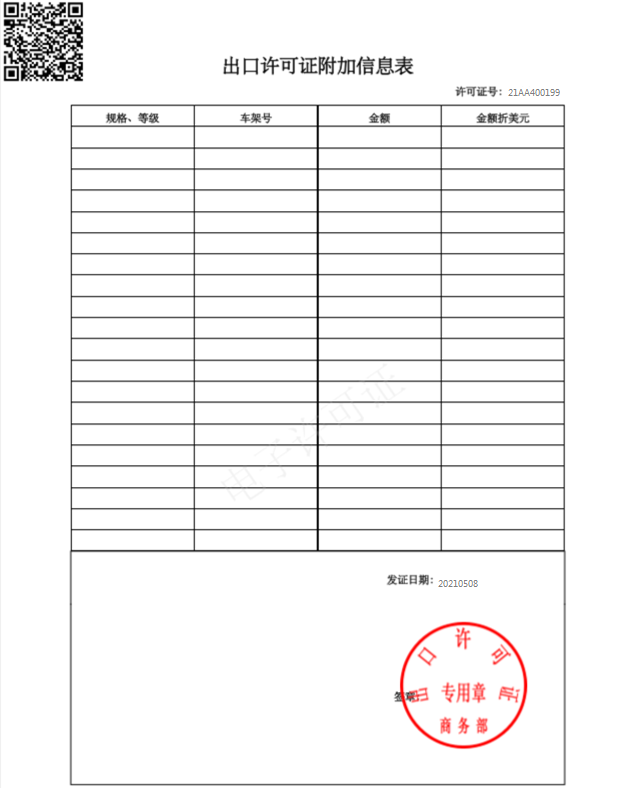 出口许可证附加信息表
许可证号：21AA400199
规格、等级 车架号 金额 金额折美元
电子许可证
发证日期：20210508
签章
出口许可证
专用章
商务部